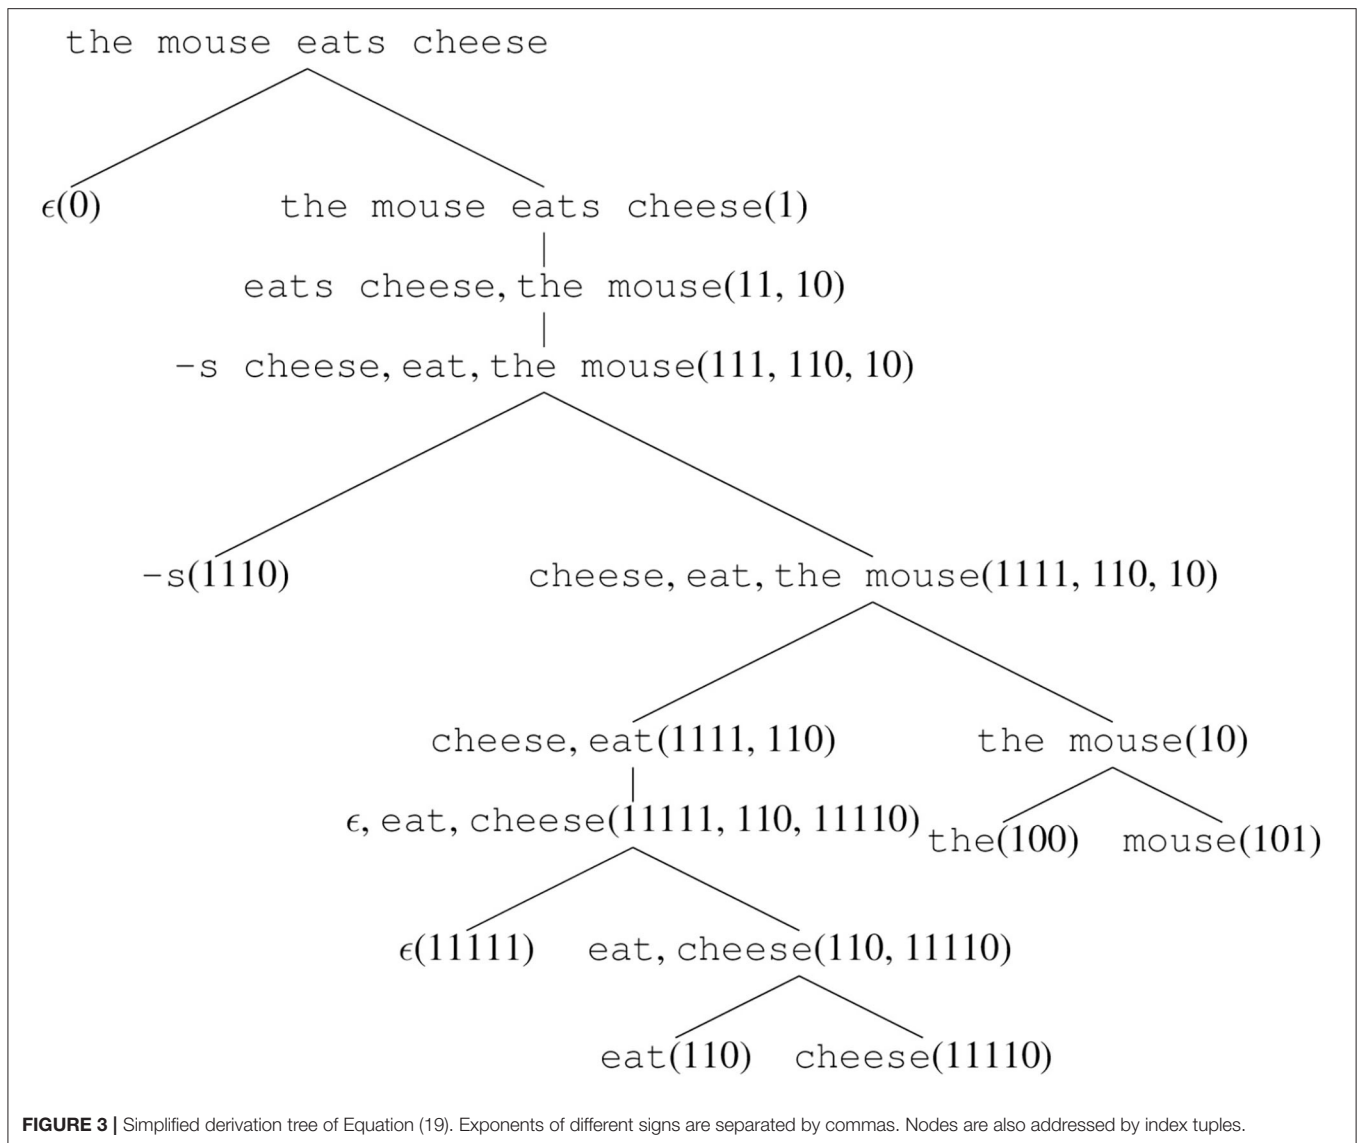 the mouse eats cheese
ϵ(0)
the mouse eats cheese(1)
eats cheese, the mouse(11, 10)
-s cheese, eat, the mouse(111, 110, 10)
-s(1110)
cheese, eat, the mouse(1111, 110, 10)
cheese, eat(1111, 110)
the mouse(10)
ϵ, eat, cheese(11111, 110, 11110)
the(100)
mouse(101)
ϵ(11111)
eat, cheese(110, 11110)
eat(110)
cheese(11110)
FIGURE 3 | Simplified derivation tree of Equation (19). Exponents of different signs are separated by commas. Nodes are also addressed by index tuples.